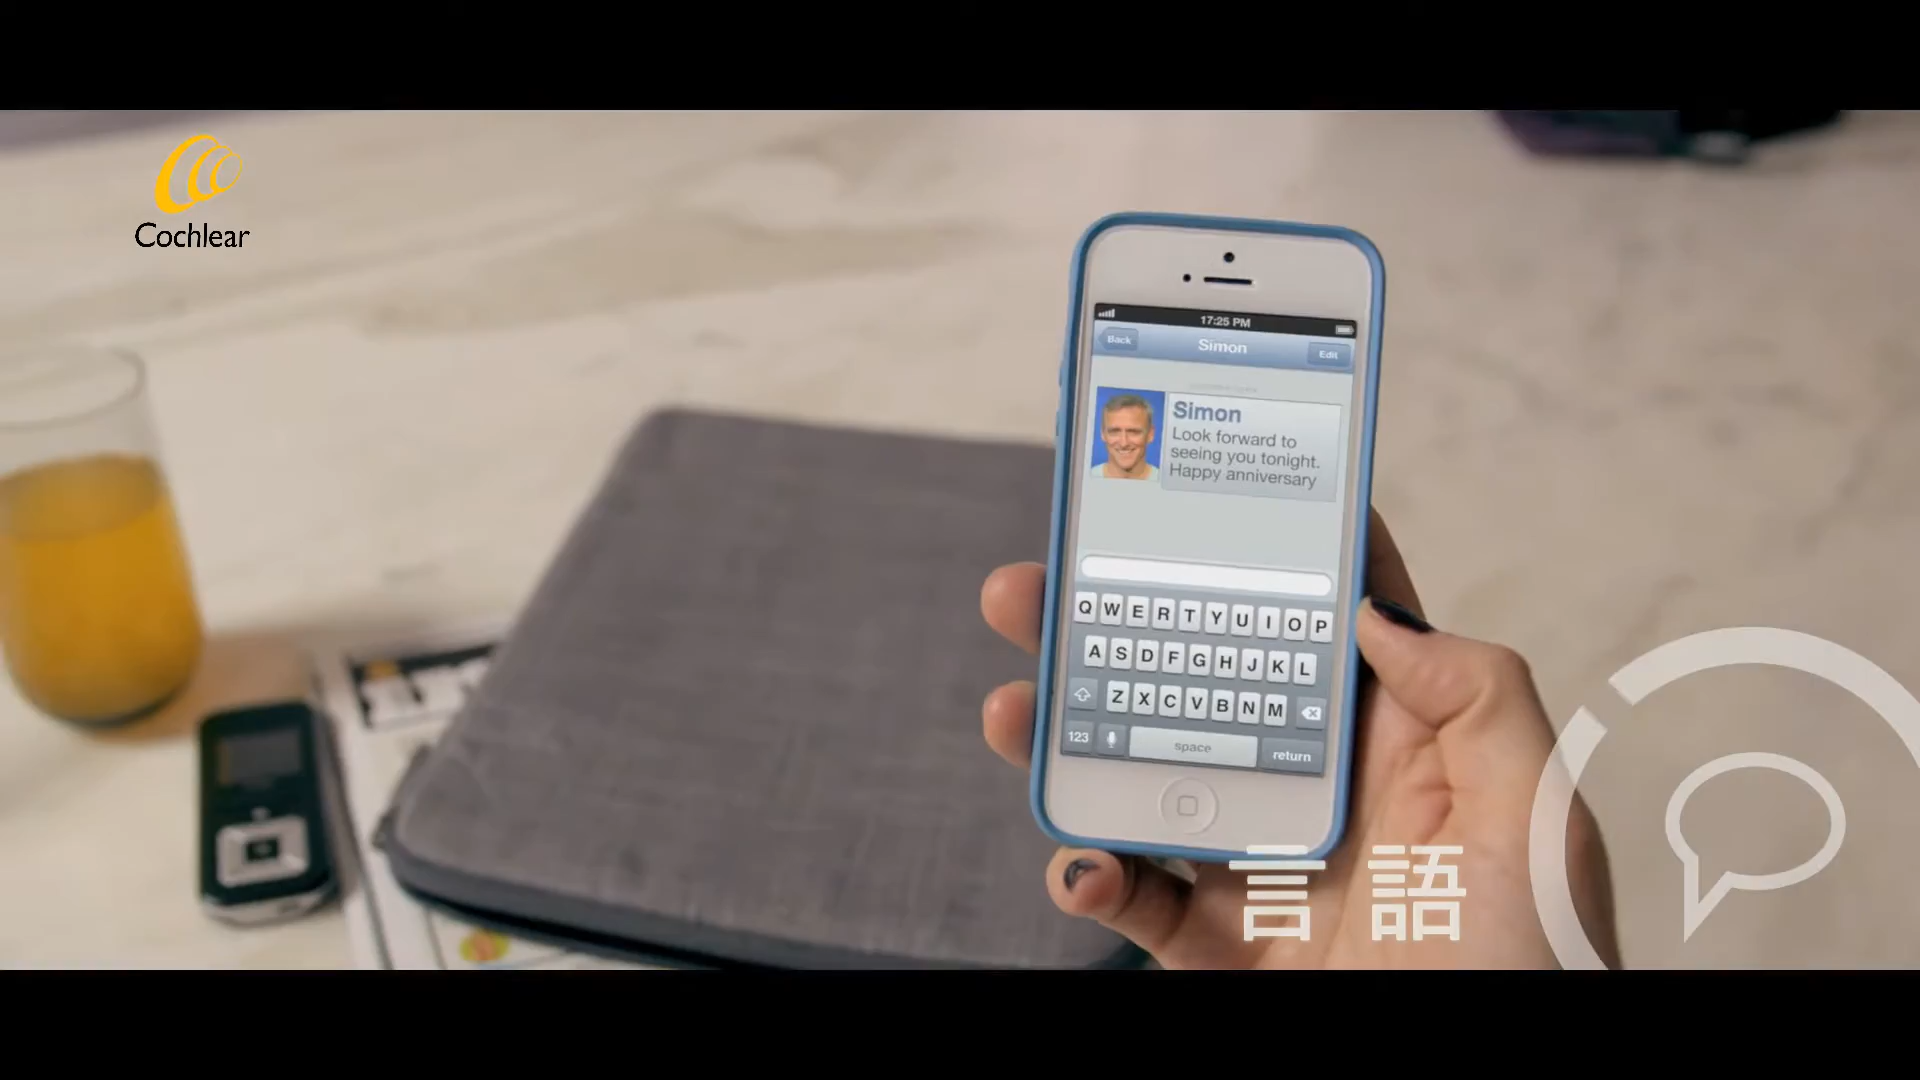 Cochlear
17:25 PM
Back
Simon
Edit
Simon
Look forward to
seeing you tonight.
Happy anniversary
Q W E R T Y U I O P
A S D F G H J K L
Z X C V B N M
123
space
return
言語